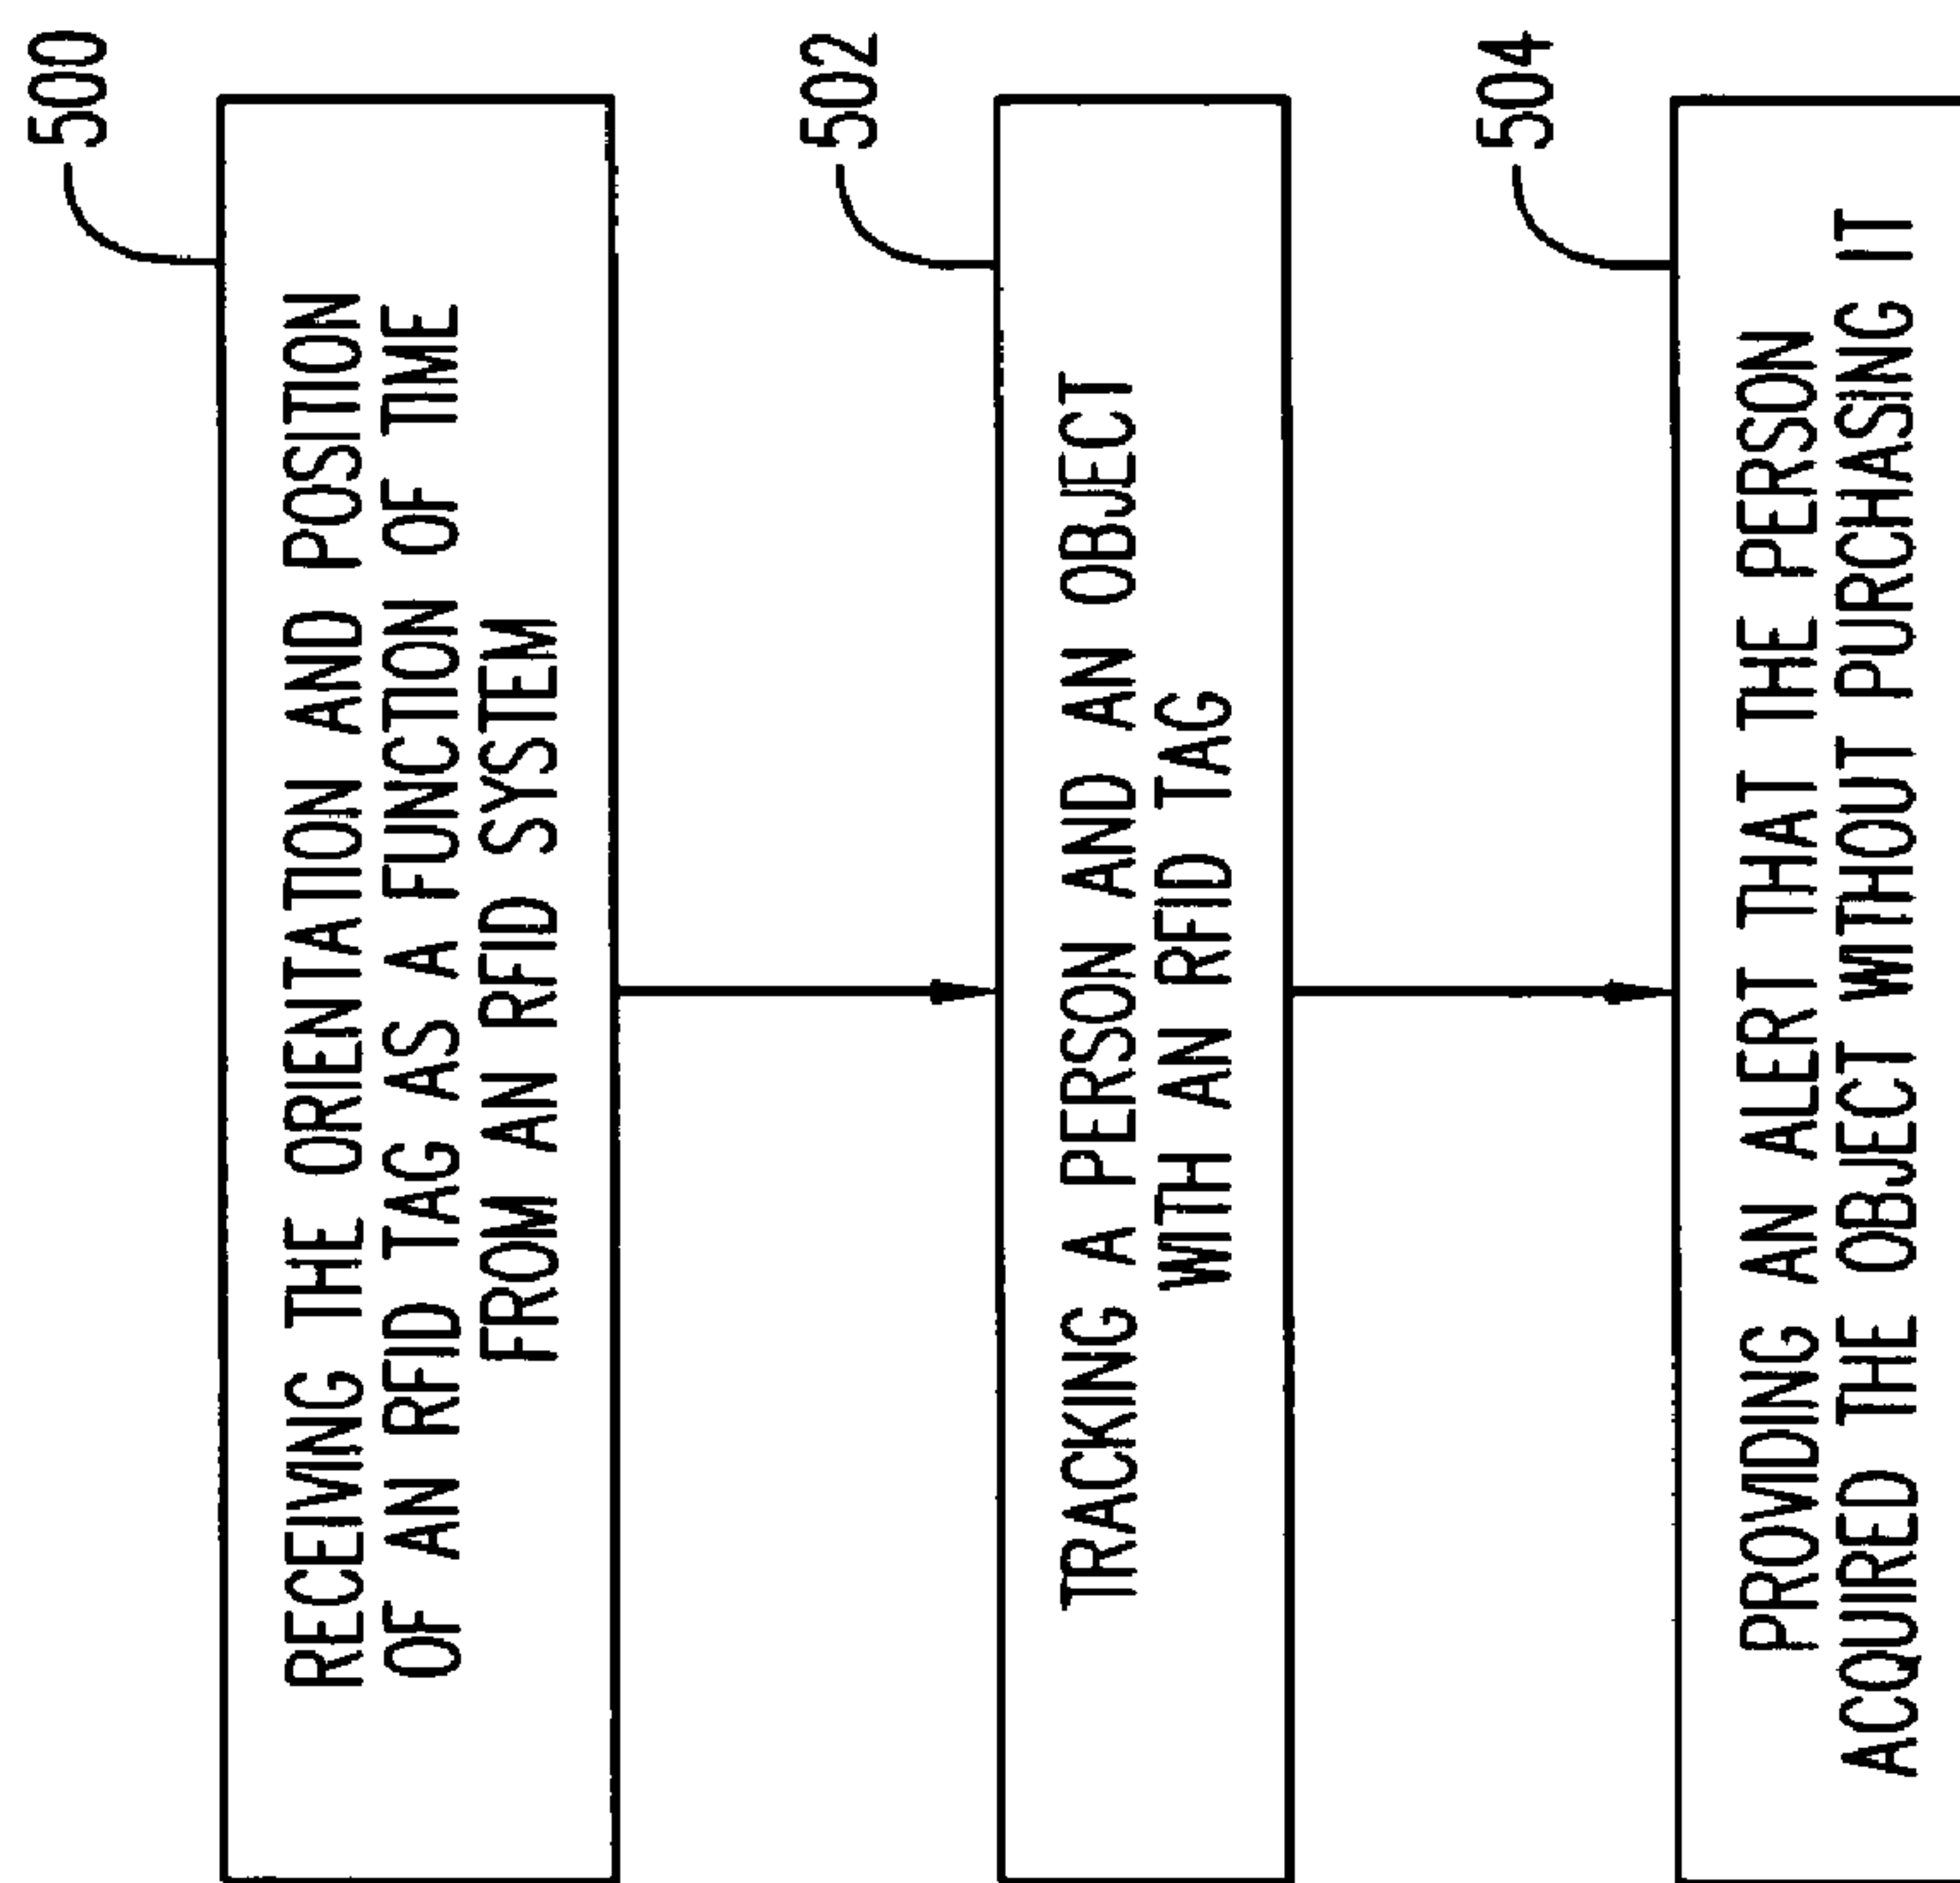 500
RECEIVING THE ORIENTATION AND POSITION
OF AN RFID TAG AS A FUNCTION OF TIME
FROM AN RFID SYSTEM
502
TRACKING A PERSON AND AN OBJECT
WITH AN RFID TAG
504
PROVIDING AN ALERT THAT THE PERSON
ACQUIRED THE OBJECT WITHOUT PURCHASING IT